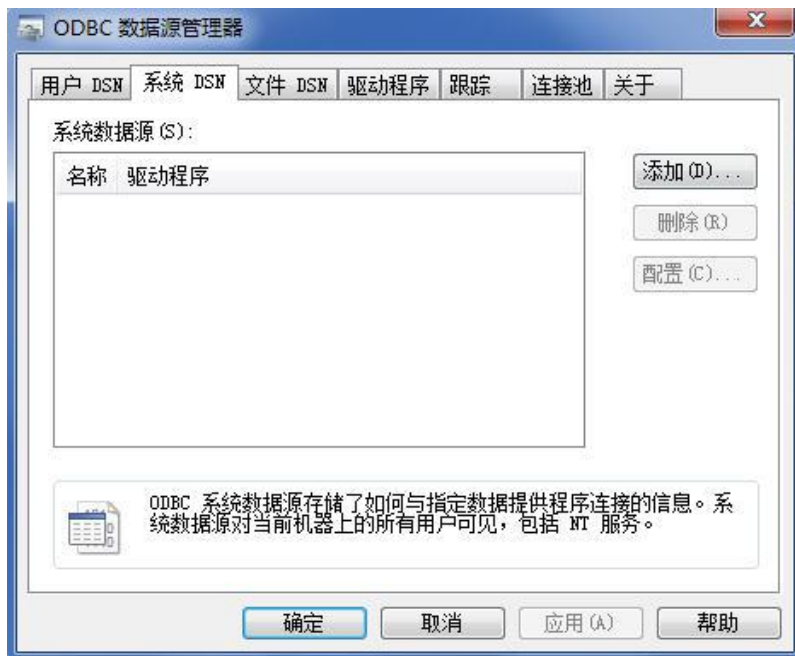 ODBC 数据源管理器
用户 DSN 系统 DSN 文件 DSN 驱动程序 跟踪 连接池 关于
系统数据源(S):
名称 驱动程序
添加(D)...
删除(R)
配置(C)...
ODBC 系统数据源存储了如何与指定数据提供程序连接的信息。系
统数据源对当前机器上的所有用户可见，包括 NT 服务。
确定 取消 应用(A) 帮助